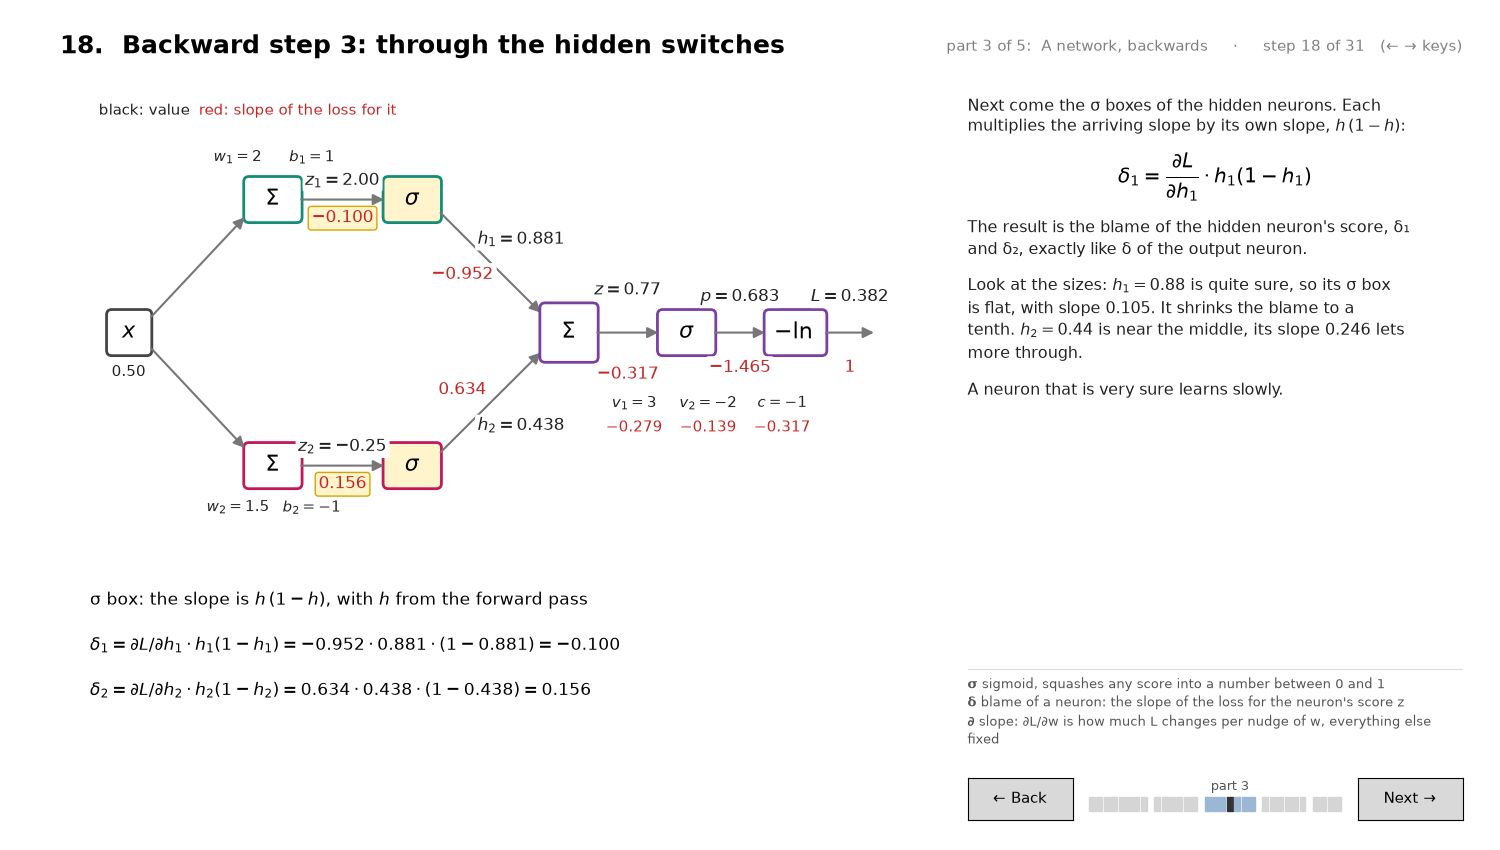 18.  Backward step 3: through the hidden switches
part 3 of 5:  A network, backwards  ·  step 18 of 31  (← → keys)
black: value  red: slope of the loss for it
w₁ = 2  b₁ = 1
z₁ = 2.00
Σ
σ
−0.100
h₁ = 0.881
−0.952
z = 0.77
p = 0.683
L = 0.382
x
Σ
σ
−ln
0.50
−0.317
−1.465
1
0.634
v₁ = 3  v₂ = −2  c = −1
h₂ = 0.438
−0.279  −0.139  −0.317
z₂ = −0.25
Σ
σ
0.156
w₂ = 1.5  b₂ = −1
σ box: the slope is h (1 − h), with h from the forward pass
δ₁ = ∂L/∂h₁ · h₁(1 − h₁) = −0.952 · 0.881 · (1 − 0.881) = −0.100
δ₂ = ∂L/∂h₂ · h₂(1 − h₂) = 0.634 · 0.438 · (1 − 0.438) = 0.156
Next come the σ boxes of the hidden neurons. Each
multiplies the arriving slope by its own slope, h (1 − h):
δ₁ = ∂L/∂h₁ · h₁(1 − h₁)
The result is the blame of the hidden neuron's score, δ₁
and δ₂, exactly like δ of the output neuron.
Look at the sizes: h₁ = 0.88 is quite sure, so its σ box
is flat, with slope 0.105. It shrinks the blame to a
tenth. h₂ = 0.44 is near the middle, its slope 0.246 lets
more through.
A neuron that is very sure learns slowly.
σ sigmoid, squashes any score into a number between 0 and 1
δ blame of a neuron: the slope of the loss for the neuron's score z
∂ slope: ∂L/∂w is how much L changes per nudge of w, everything else
fixed
← Back
part 3
Next →